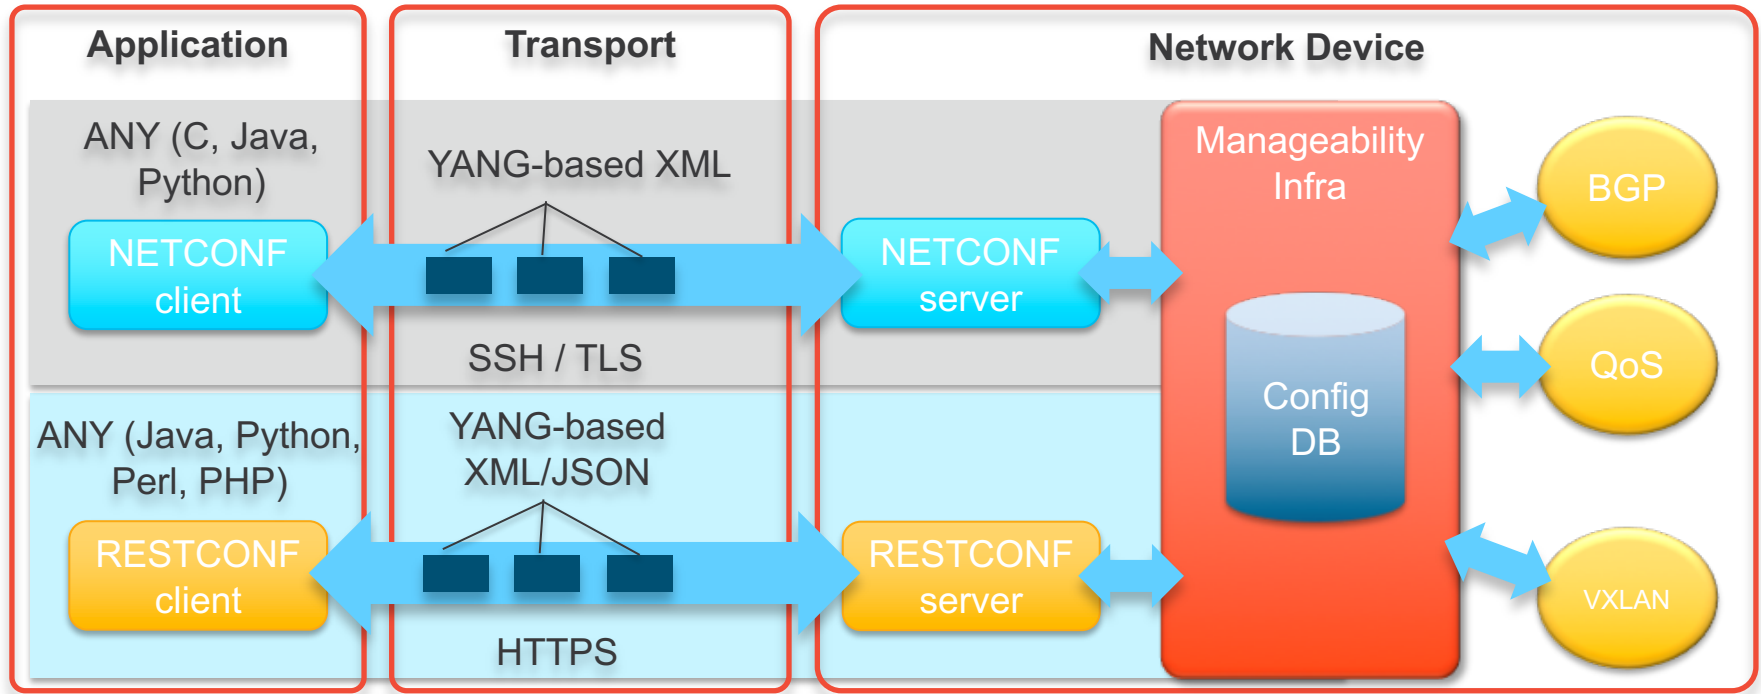 Application
Transport
Network Device
ANY (C, Java,
Python)
NETCONF
client
YANG-based XML
SSH / TLS
NETCONF
server
ANY (Java, Python,
Perl, PHP)
RESTCONF
client
YANG-based
XML/JSON
HTTPS
RESTCONF
server
Manageability
Infra
Config
DB
BGP
QoS
VXLAN